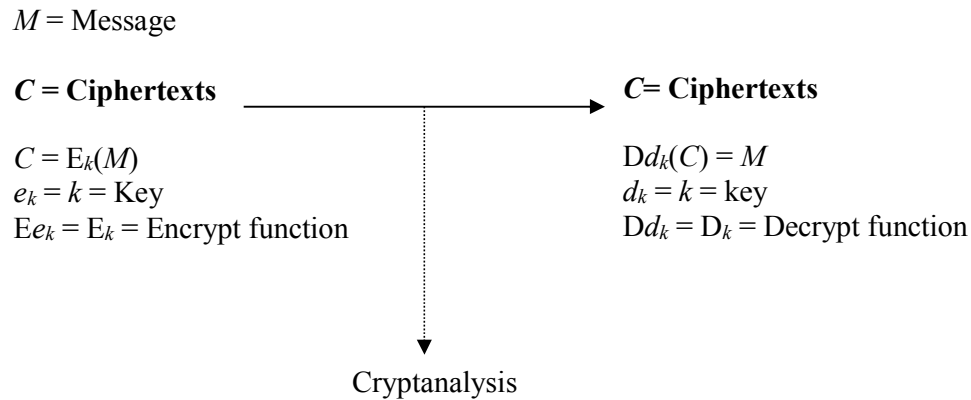 M = Message
C = Ciphertexts
C= Ciphertexts
C = Eₖ(M)
eₖ = k = Key
Eeₖ = Eₖ = Encrypt function
Ddₖ(C) = M
dₖ = k = key
Ddₖ = Dₖ = Decrypt function
Cryptanalysis